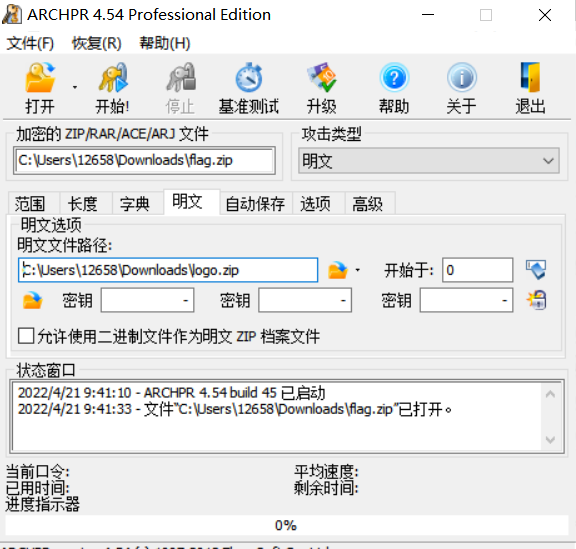 ARCHPR 4.54 Professional Edition
文件(F) 恢复(R) 帮助(H)
打开 开始! 停止 基准测试 升级 帮助 关于 退出
加密的 ZIP/RAR/ACE/ARJ 文件 攻击类型
C:\Users\12658\Downloads\flag.zip 明文
范围 长度 字典 明文 自动保存 选项 高级
明文选项
明文文件路径:
C:\Users\12658\Downloads\logo.zip 开始于: 0
密钥 - 密钥 - 密钥 -
允许使用二进制文件作为明文 ZIP 档案文件
状态窗口
2022/4/21 9:41:10 - ARCHPR 4.54 build 45 已启动
2022/4/21 9:41:33 - 文件“C:\Users\12658\Downloads\flag.zip”已打开。
当前口令: 平均速度:
已用时间: 剩余时间:
进度指示器
0%